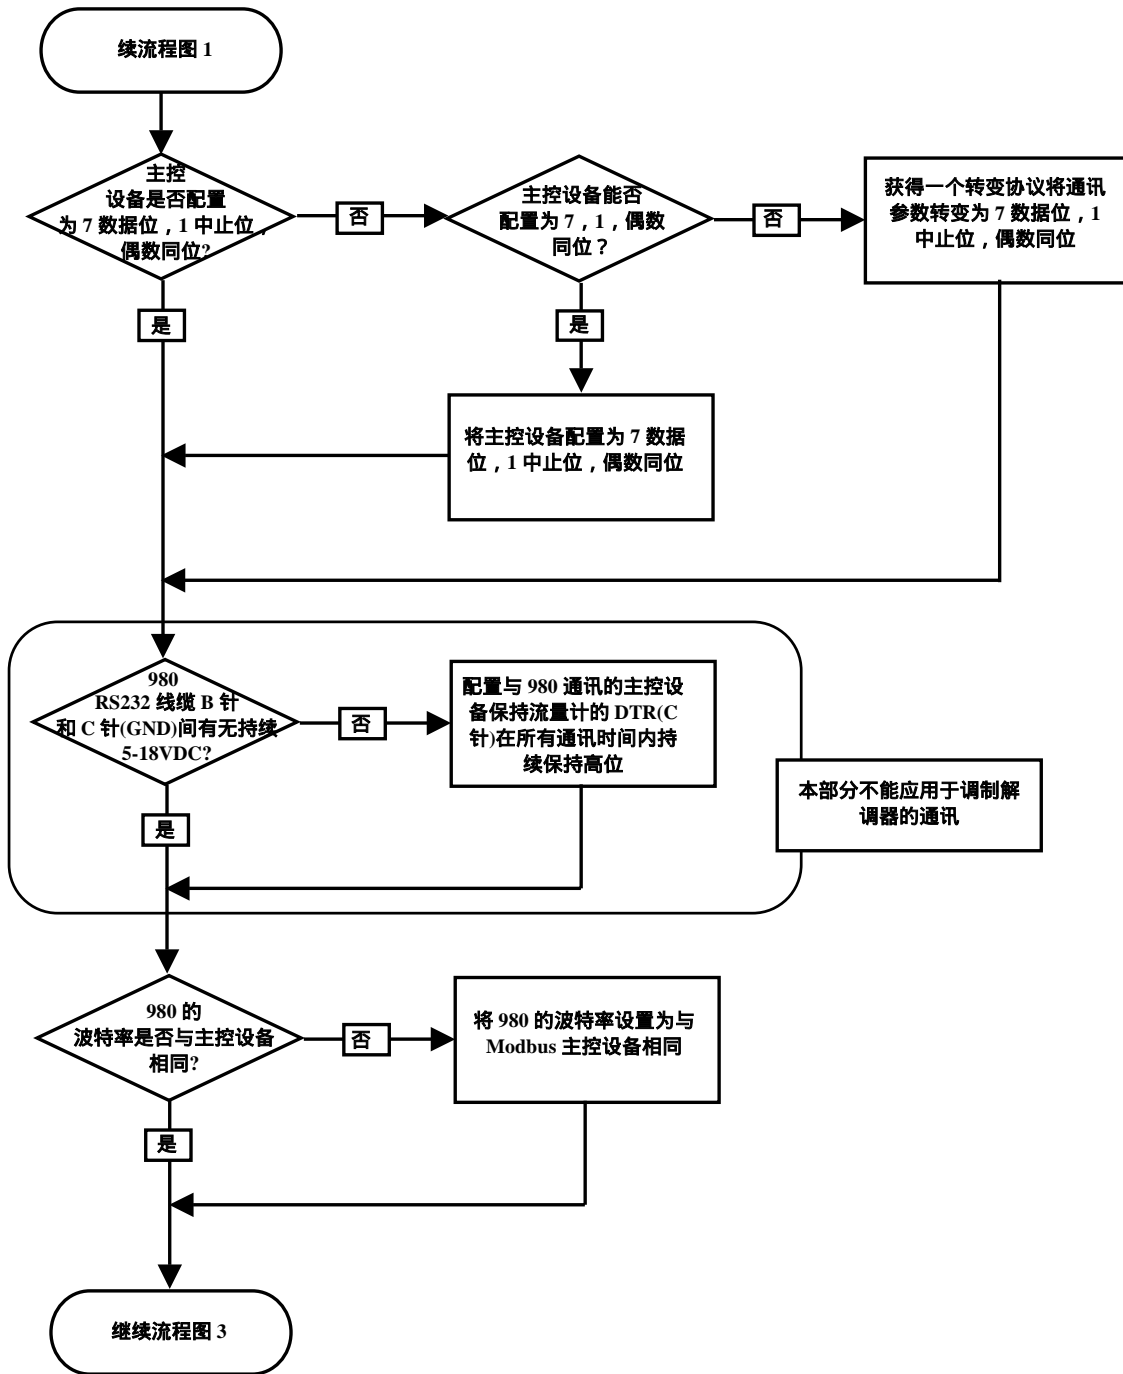 续流程图 1
主控
设备是否配置
为 7 数据位，1 中止位，
偶数同位?
否
主控设备能否
配置为 7，1，偶数
同位？
否
获得一个转变协议将通讯
参数转变为 7 数据位，1
中止位，偶数同位
是
是
将主控设备配置为 7 数据
位，1 中止位，偶数同位
980
RS232 线缆 B 针
和 C 针(GND)间有无持续
5-18VDC?
否
配置与 980 通讯的主控设
备保持流量计的 DTR(C
针)在所有通讯时间内持
续保持高位
本部分不能应用于调制解
调器的通讯
是
980 的
波特率是否与主控设备
相同?
否
将 980 的波特率设置为与
Modbus 主控设备相同
是
继续流程图 3